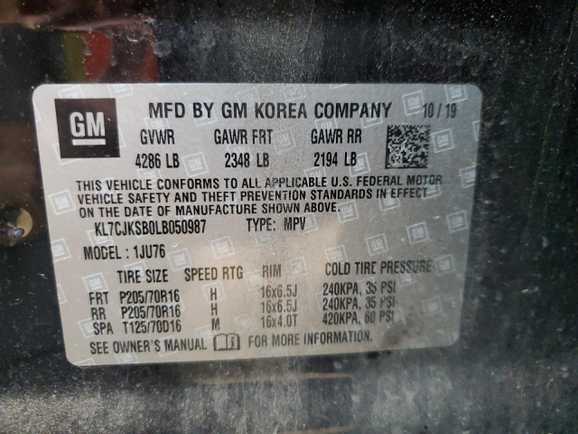 GM
MFD BY GM KOREA COMPANY 10/19
GVWR GAWR FRT GAWR RR
4286 LB 2348 LB 2194 LB
THIS VEHICLE CONFORMS TO ALL APPLICABLE U.S. FEDERAL MOTOR
VEHICLE SAFETY AND THEFT PREVENTION STANDARDS IN EFFECT
ON THE DATE OF MANUFACTURE SHOWN ABOVE.
KL7CJKSB0LB050987 TYPE: MPV
MODEL: 1JU76
TIRE SIZE SPEED RTG RIM COLD TIRE PRESSURE
FRT P205/70R16 H 16x6.5J 240KPA, 35 PSI
RR P205/70R16 H 16x6.5J 240KPA, 35 PSI
SPA T125/70D16 M 16x4.0T 420KPA, 60 PSI
SEE OWNER'S MANUAL FOR MORE INFORMATION